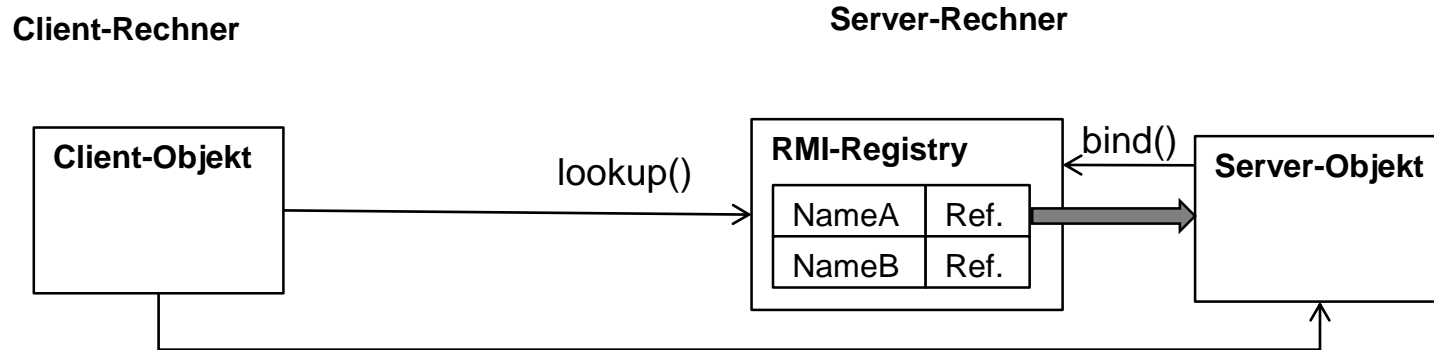 Client-Rechner
Server-Rechner
Client-Objekt
lookup()
RMI-Registry
NameA Ref.
NameB Ref.
bind()
Server-Objekt